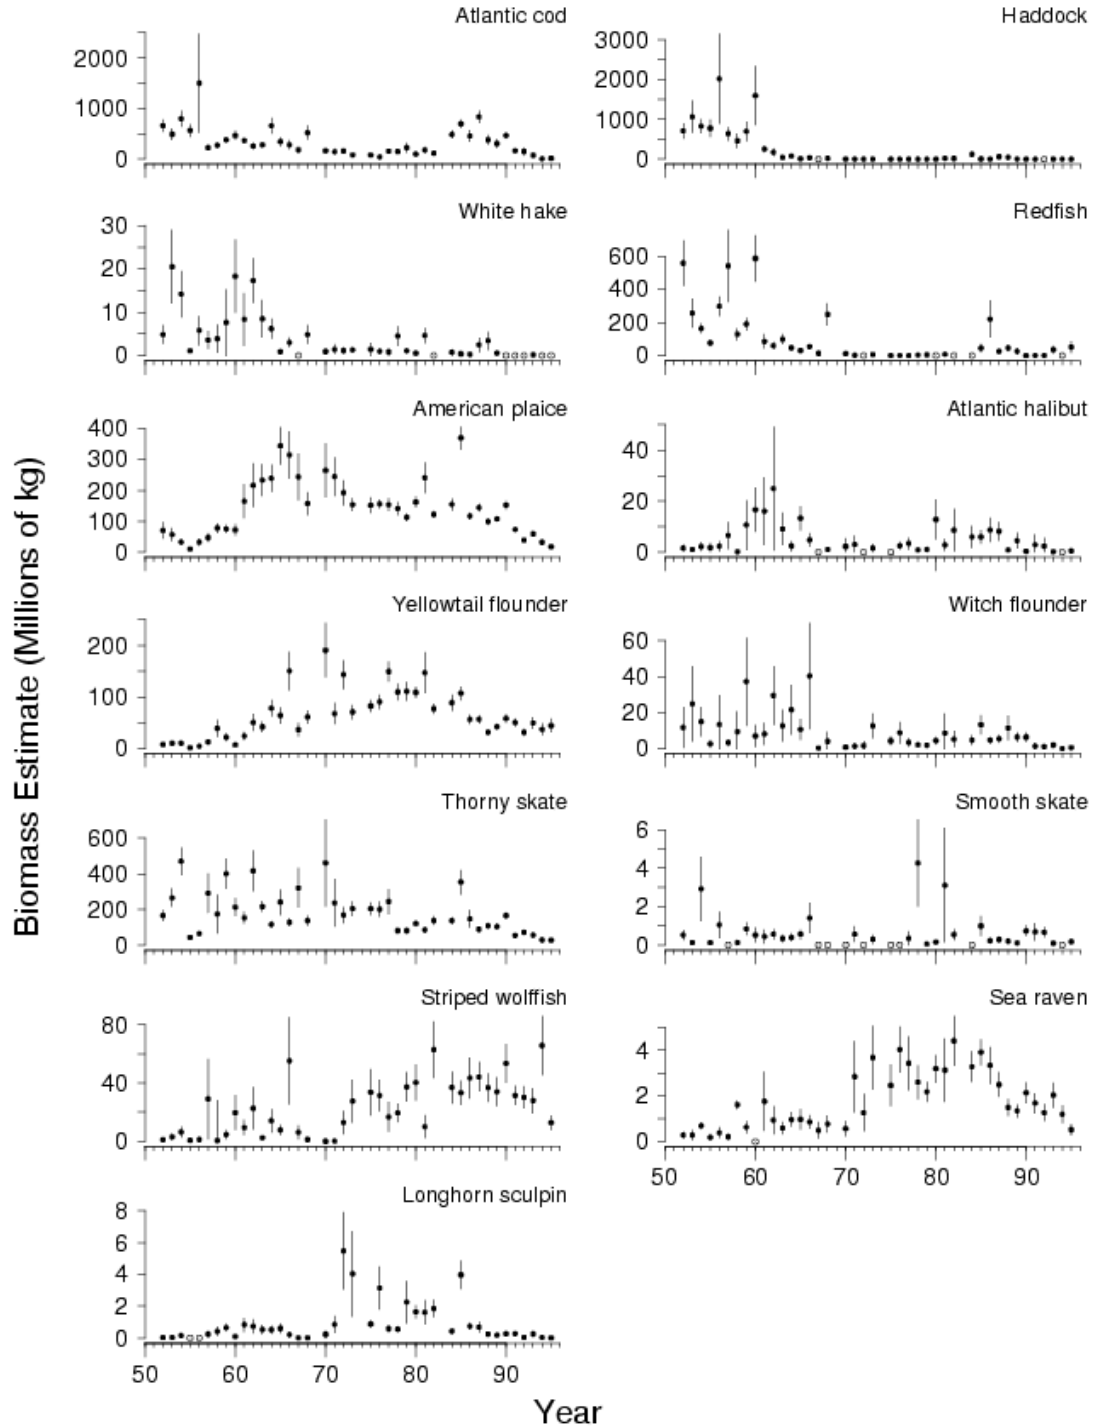 Atlantic cod
2000
1000
0
Haddock
3000
2000
1000
0
White hake
30
20
10
0
Redfish
600
400
200
0
American plaice
400
300
200
100
0
Atlantic halibut
40
20
0
Yellowtail flounder
200
100
0
Witch flounder
60
40
20
0
Thorny skate
600
400
200
0
Smooth skate
6
4
2
0
Striped wolffish
80
40
0
Sea raven
4
2
0
50 60 70 80 90
Longhorn sculpin
8
6
4
2
0
50 60 70 80 90
Biomass Estimate (Millions of kg)
Year